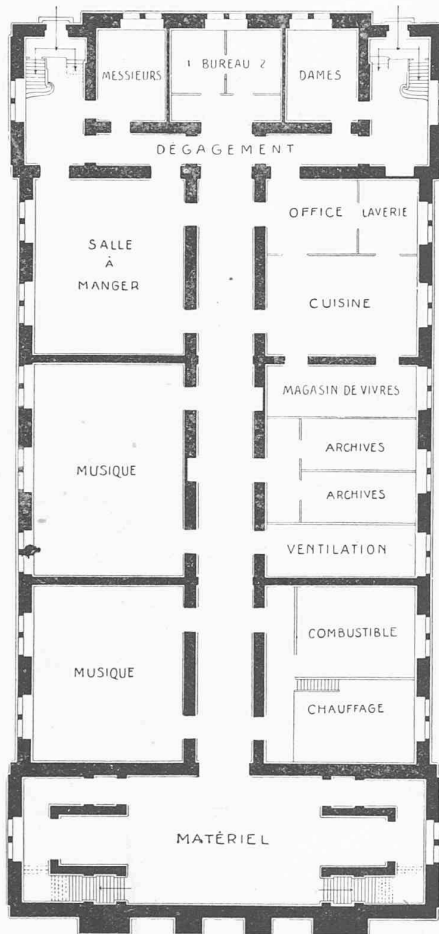 MESSIEURS
1 BUREAU 2
DAMES
DÉGAGEMENT
SALLE
À
MANGER
OFFICE
LAVERIE
CUISINE
MAGASIN DE VIVRES
ARCHIVES
ARCHIVES
MUSIQUE
VENTILATION
COMBUSTIBLE
MUSIQUE
CHAUFFAGE
MATÉRIEL